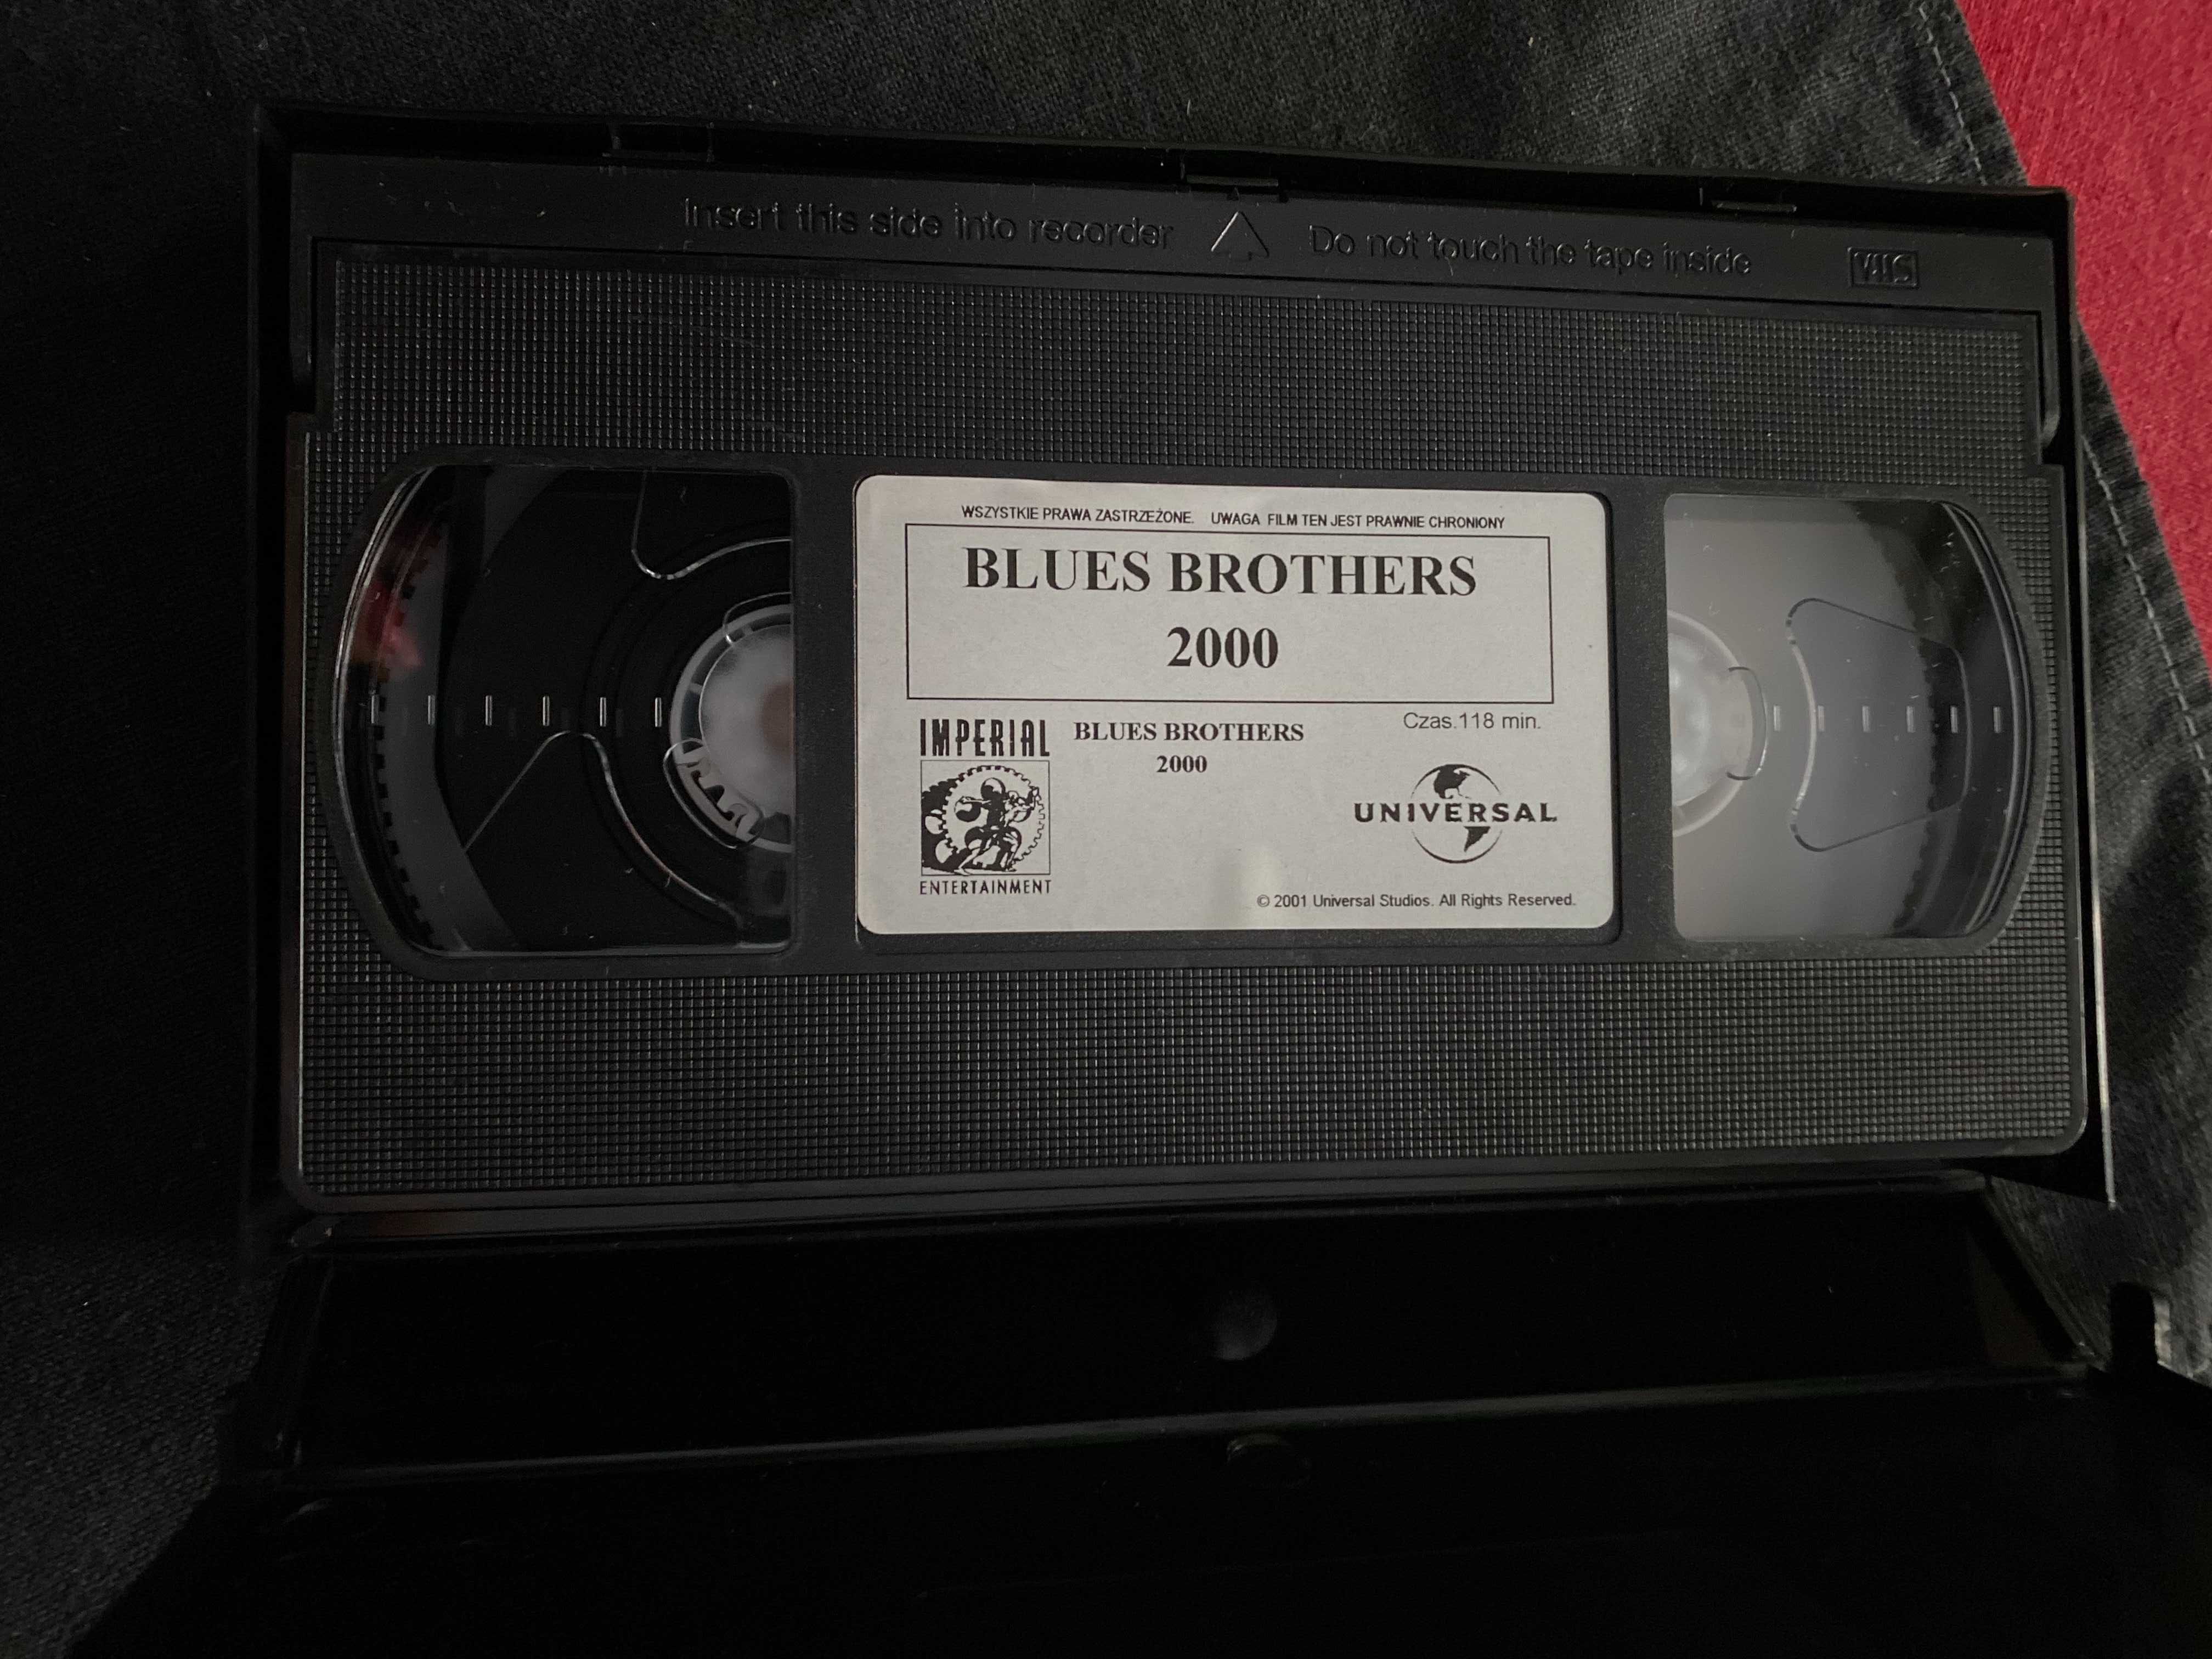 Insert this side into recorder Do not touch the tape inside VHS
WSZYSTKIE PRAWA ZASTRZEŻONE. UWAGA FILM TEN JEST PRAWNIE CHRONIONY
BLUES BROTHERS
2000
IMPERIAL
ENTERTAINMENT
BLUES BROTHERS
2000
Czas.118 min.
UNIVERSAL
© 2001 Universal Studios. All Rights Reserved.